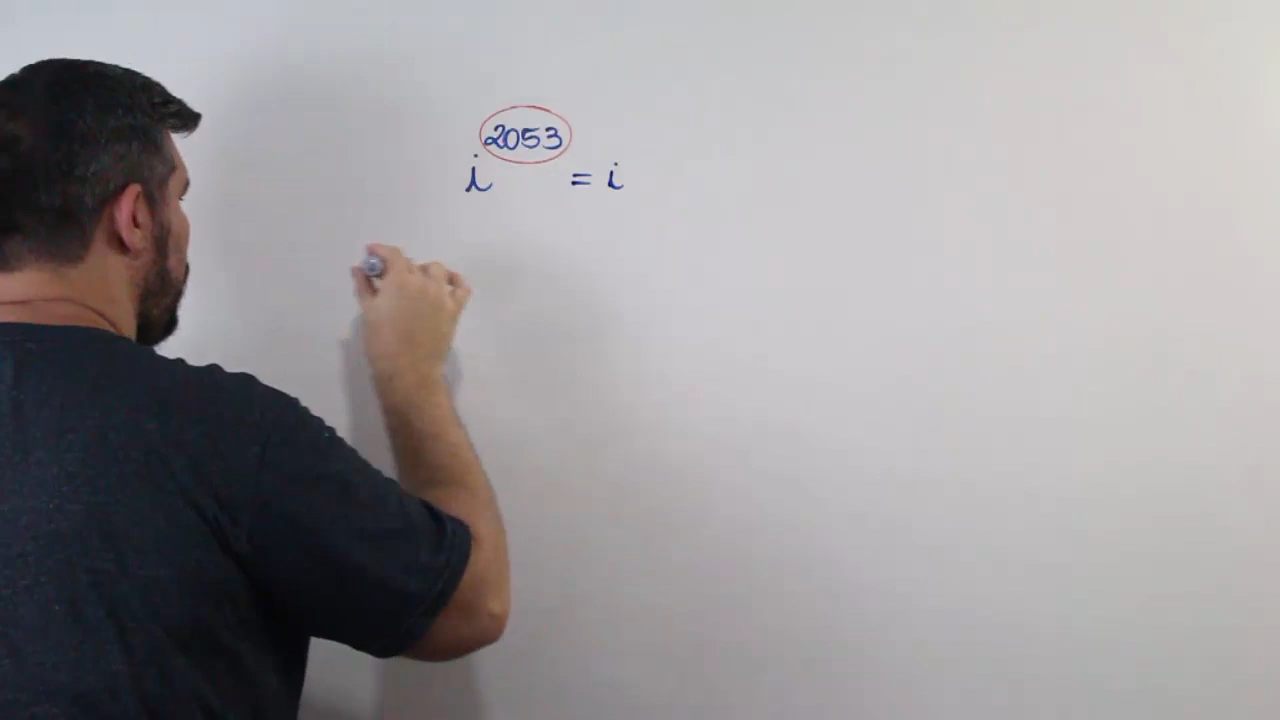 i^2053 = i